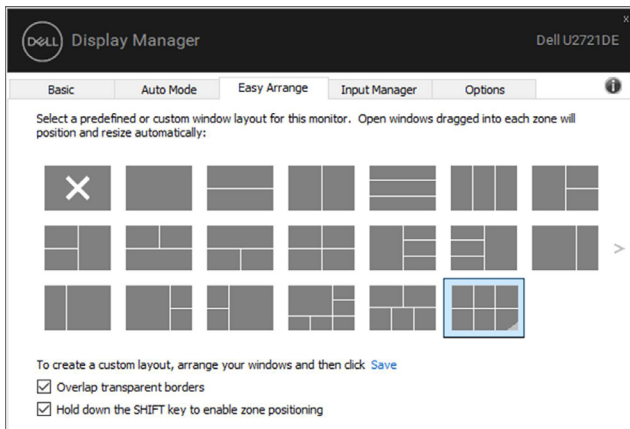 DELL Display Manager
x
Dell U2721DE
Basic Auto Mode Easy Arrange Input Manager Options
Select a predefined or custom window layout for this monitor. Open windows dragged into each zone will
position and resize automatically:
>
To create a custom layout, arrange your windows and then click Save
Overlap transparent borders
Hold down the SHIFT key to enable zone positioning